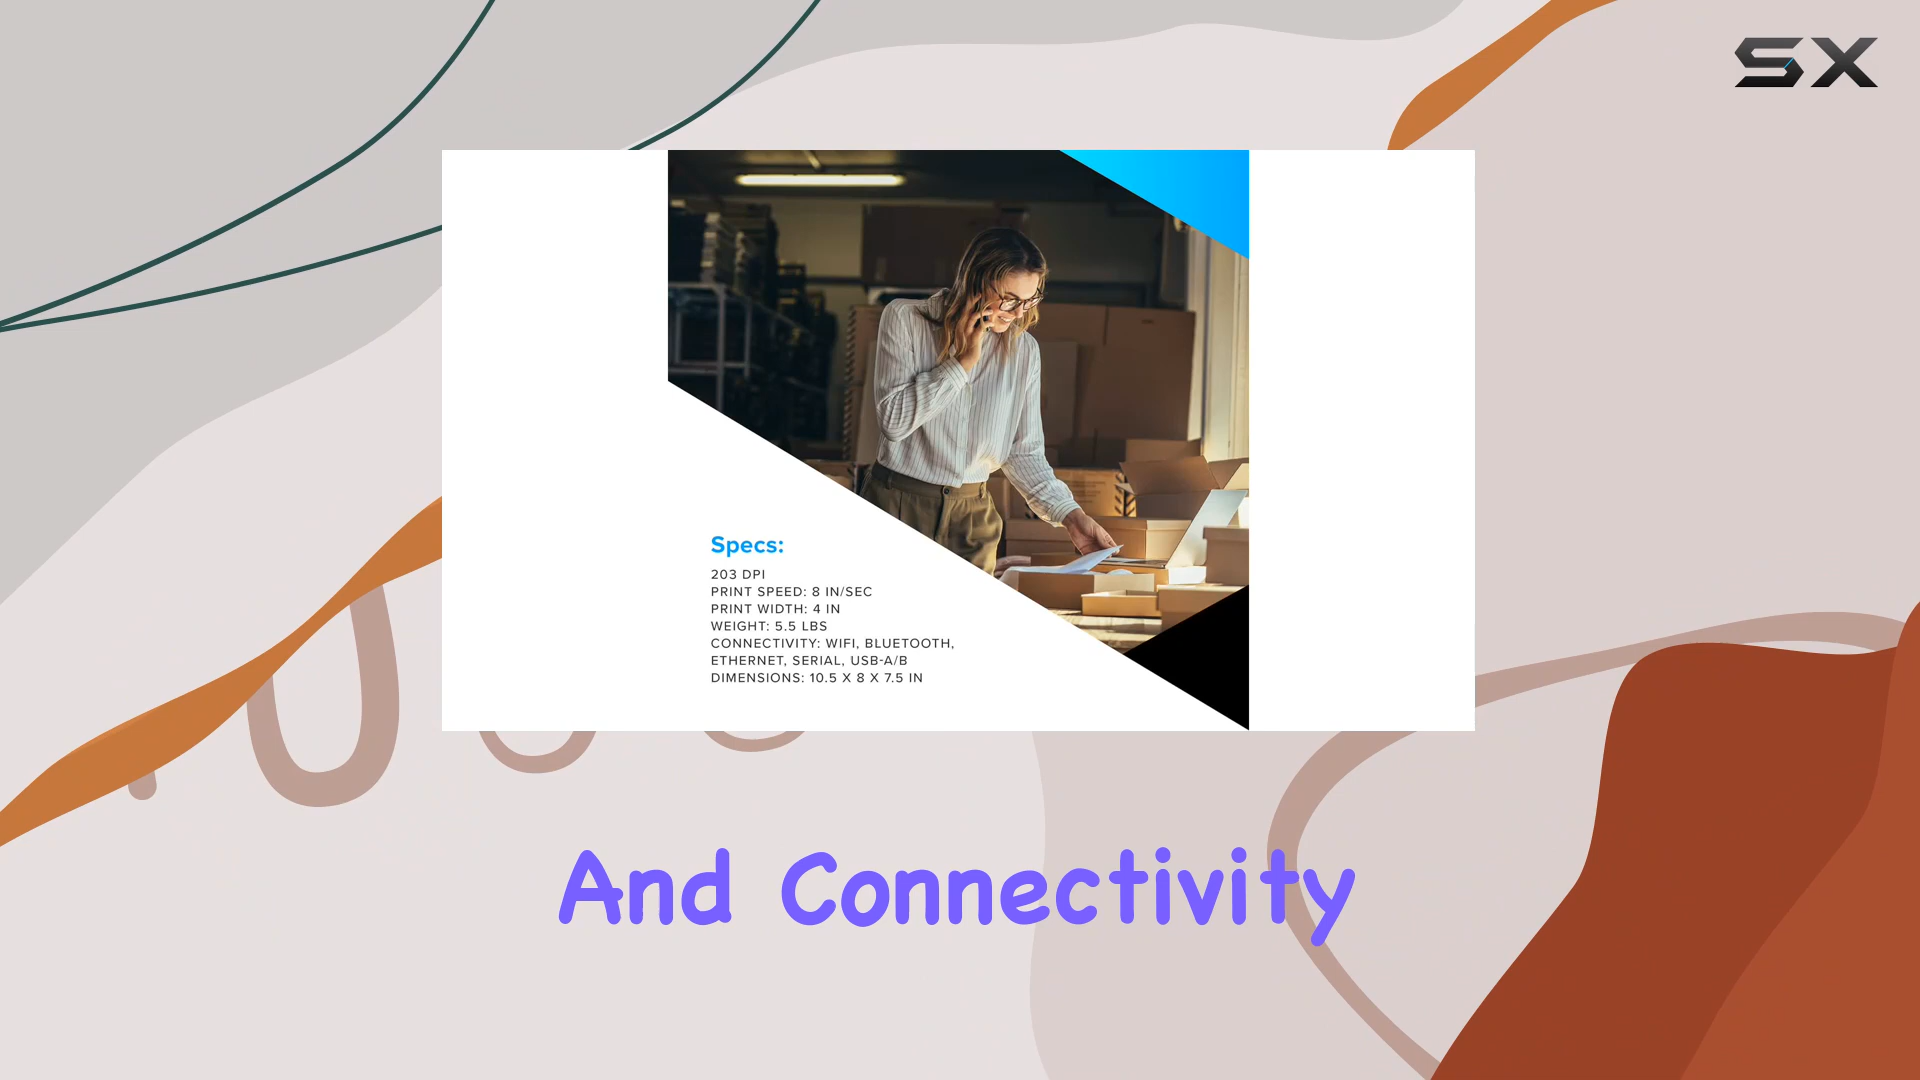 SX
Specs:
203 DPI
PRINT SPEED: 8 IN/SEC
PRINT WIDTH: 4 IN
WEIGHT: 5.5 LBS
CONNECTIVITY: WIFI, BLUETOOTH,
ETHERNET, SERIAL, USB-A/B
DIMENSIONS: 10.5 X 8 X 7.5 IN
And Connectivity